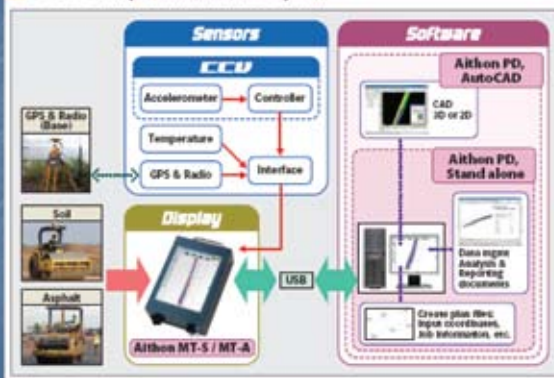 Sensors
CCV
Accelerometer
Controller
Temperature
GPS & Radio
Interface
GPS & Radio
(Base)
Soil
Asphalt
Display
Aithon MT-S / MT-A
USB
Software
Aithon PD,
AutoCAD
CAD
3D or 2D
Aithon PD,
Stand alone
Data mgmt
Analysis &
Reporting
documents
Create plan files:
Input coordinates,
Job Information, etc.